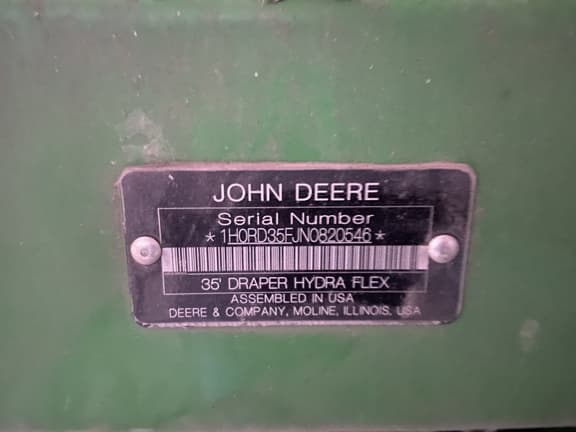 JOHN DEERE
Serial Number
*1H0RD35FJN0820546*
35' DRAPER HYDRA FLEX
ASSEMBLED IN USA
DEERE & COMPANY, MOLINE, ILLINOIS, USA